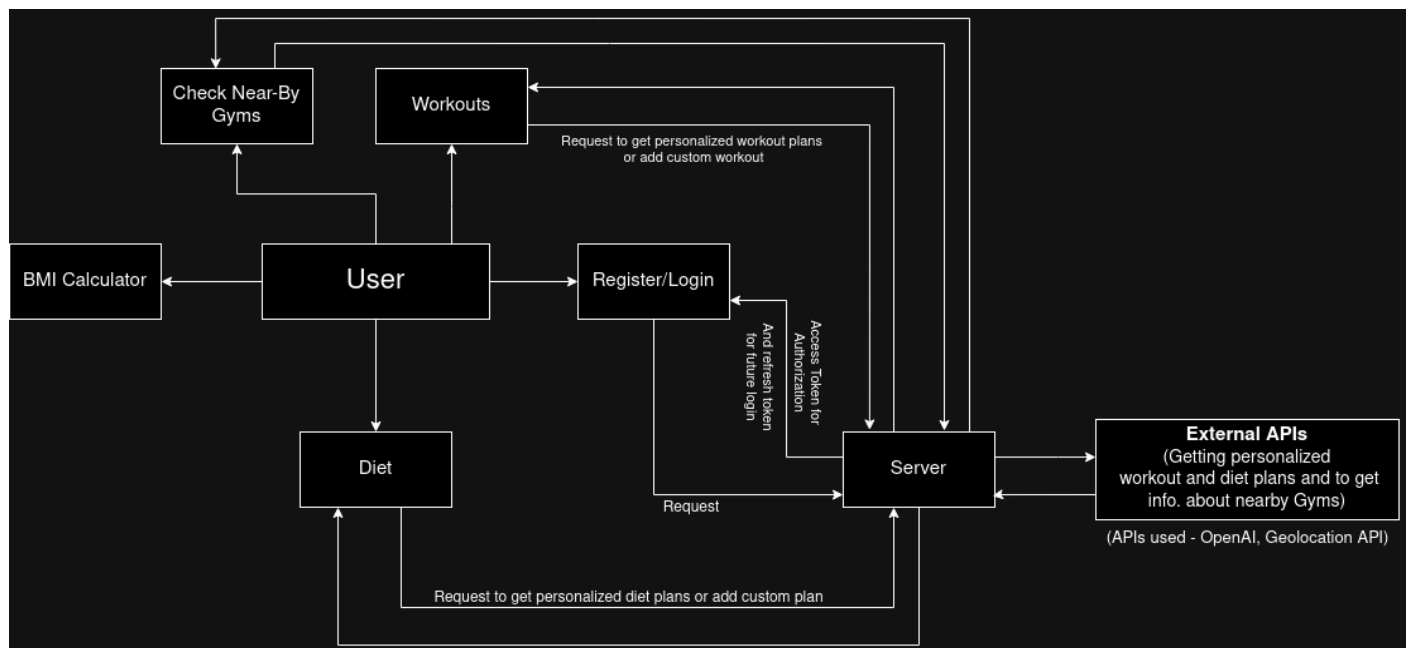 Check Near-By
Gyms
Workouts
Request to get personalized workout plans
or add custom workout
BMI Calculator
User
Register/Login
Access Token for
Authorization
And refresh token
for future login
Diet
Server
External APIs
(Getting personalized
workout and diet plans and to get
info. about nearby Gyms)
(APIs used - OpenAI, Geolocation API)
Request
Request to get personalized diet plans or add custom plan